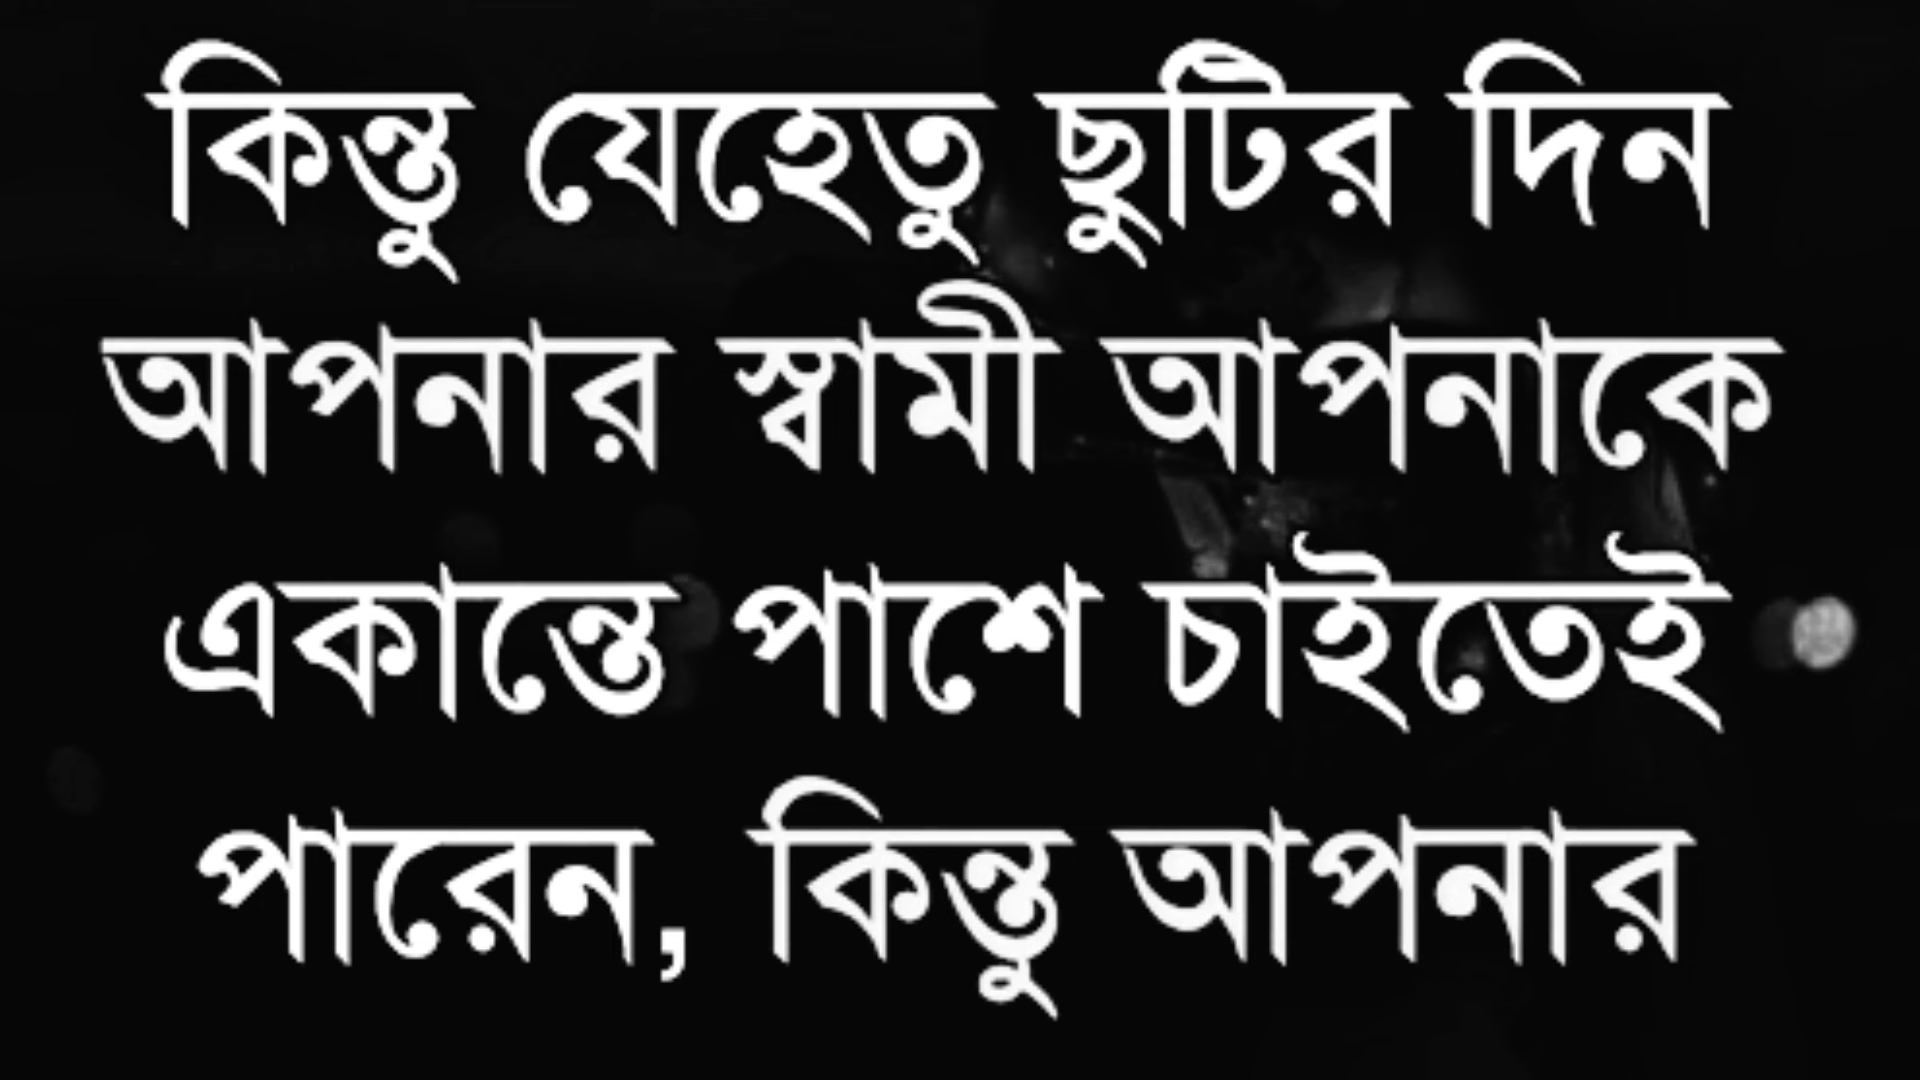 কিন্তু যেহেতু ছুটির দিন
আপনার স্বামী আপনাকে
একান্তে পাশে চাইতেই
পারেন, কিন্তু আপনার